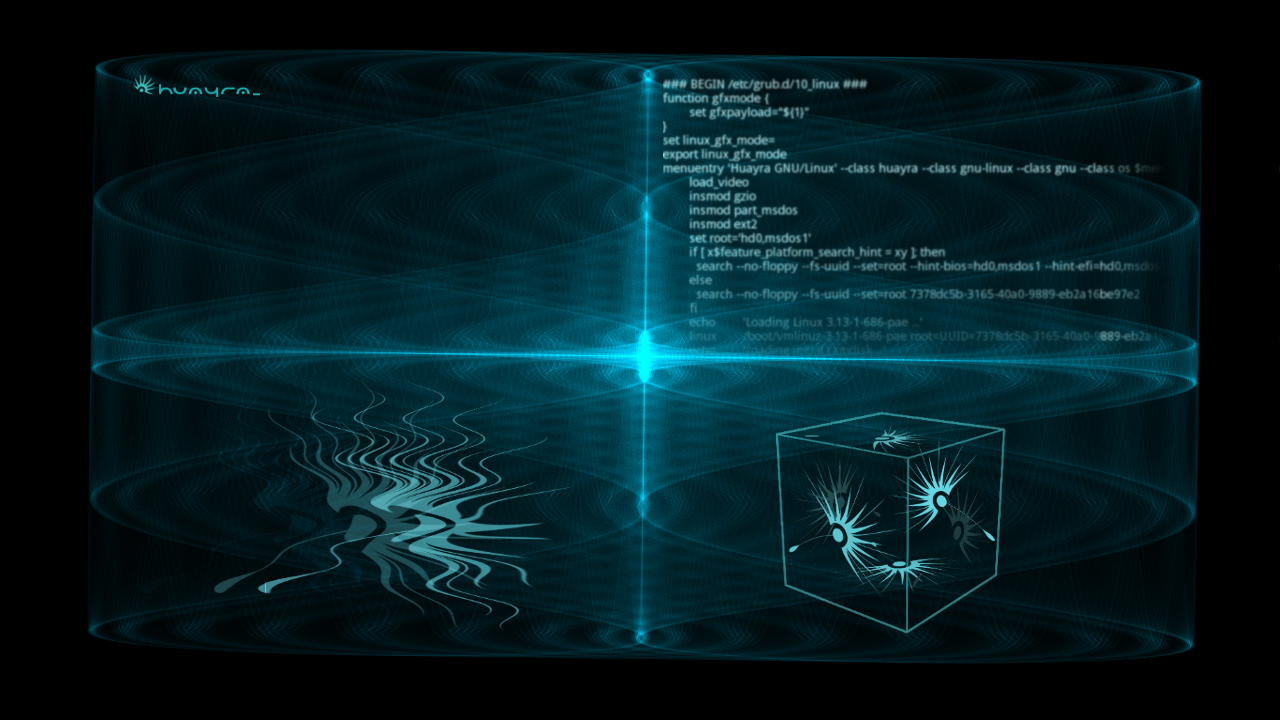 huayra_
### BEGIN /etc/grub.d/10_linux ###
function gfxmode {
set gfxpayload="${1}"
}
set linux_gfx_mode=
export linux_gfx_mode
menuentry 'Huayra GNU/Linux' --class huayra --class gnu-linux --class gnu --class os
load_video
insmod gzio
insmod part_msdos
insmod ext2
set root='hd0,msdos1'
if [ x$feature_platform_search_hint = xy ]; then
search --no-floppy --fs-uuid --set=root --hint-bios=hd0,msdos1 --hint-efi=hd0,msdos
else
search --no-floppy --fs-uuid --set=root 7378dc5b-3165-40a0-9889-eb2a16be97e2
fi
echo 'Loading Linux 3.13-1-686-pae ...'
linux /boot/vmlinuz-3.13-1-686-pae root=UUID=7378dc5b-3165-40a0-9889-eb2a